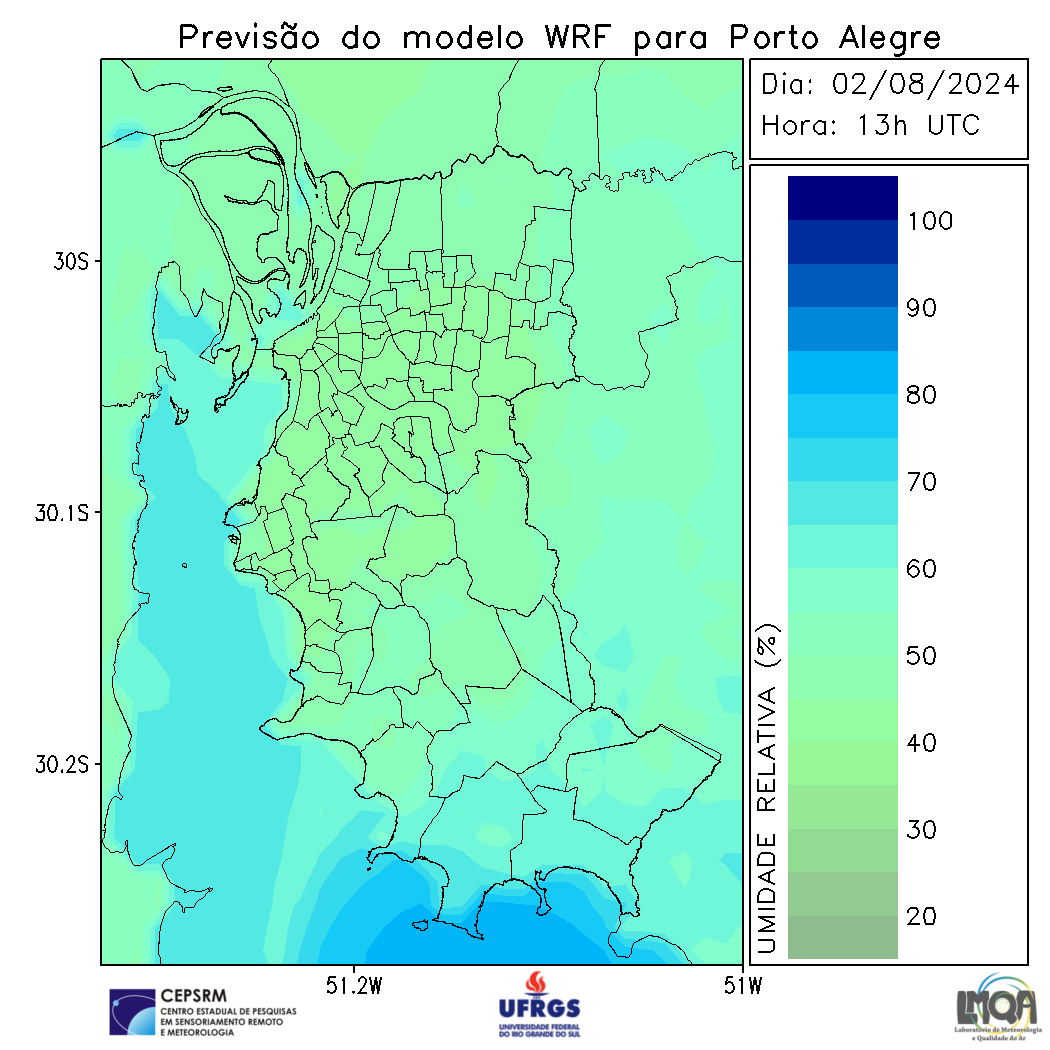 Previsão do modelo WRF para Porto Alegre
Dia: 02/08/2024
Hora: 13h UTC
100
90
80
70
60
50
40
30
20
UMIDADE RELATIVA (%)
30S
30.1S
30.2S
51.2W
51W
CEPSRM
CENTRO ESTADUAL DE PESQUISAS
EM SENSORIAMENTO REMOTO
E METEOROLOGIA
UFRGS
UNIVERSIDADE FEDERAL
DO RIO GRANDE DO SUL
LMQA
Laboratório de Meteorologia
e Qualidade do Ar